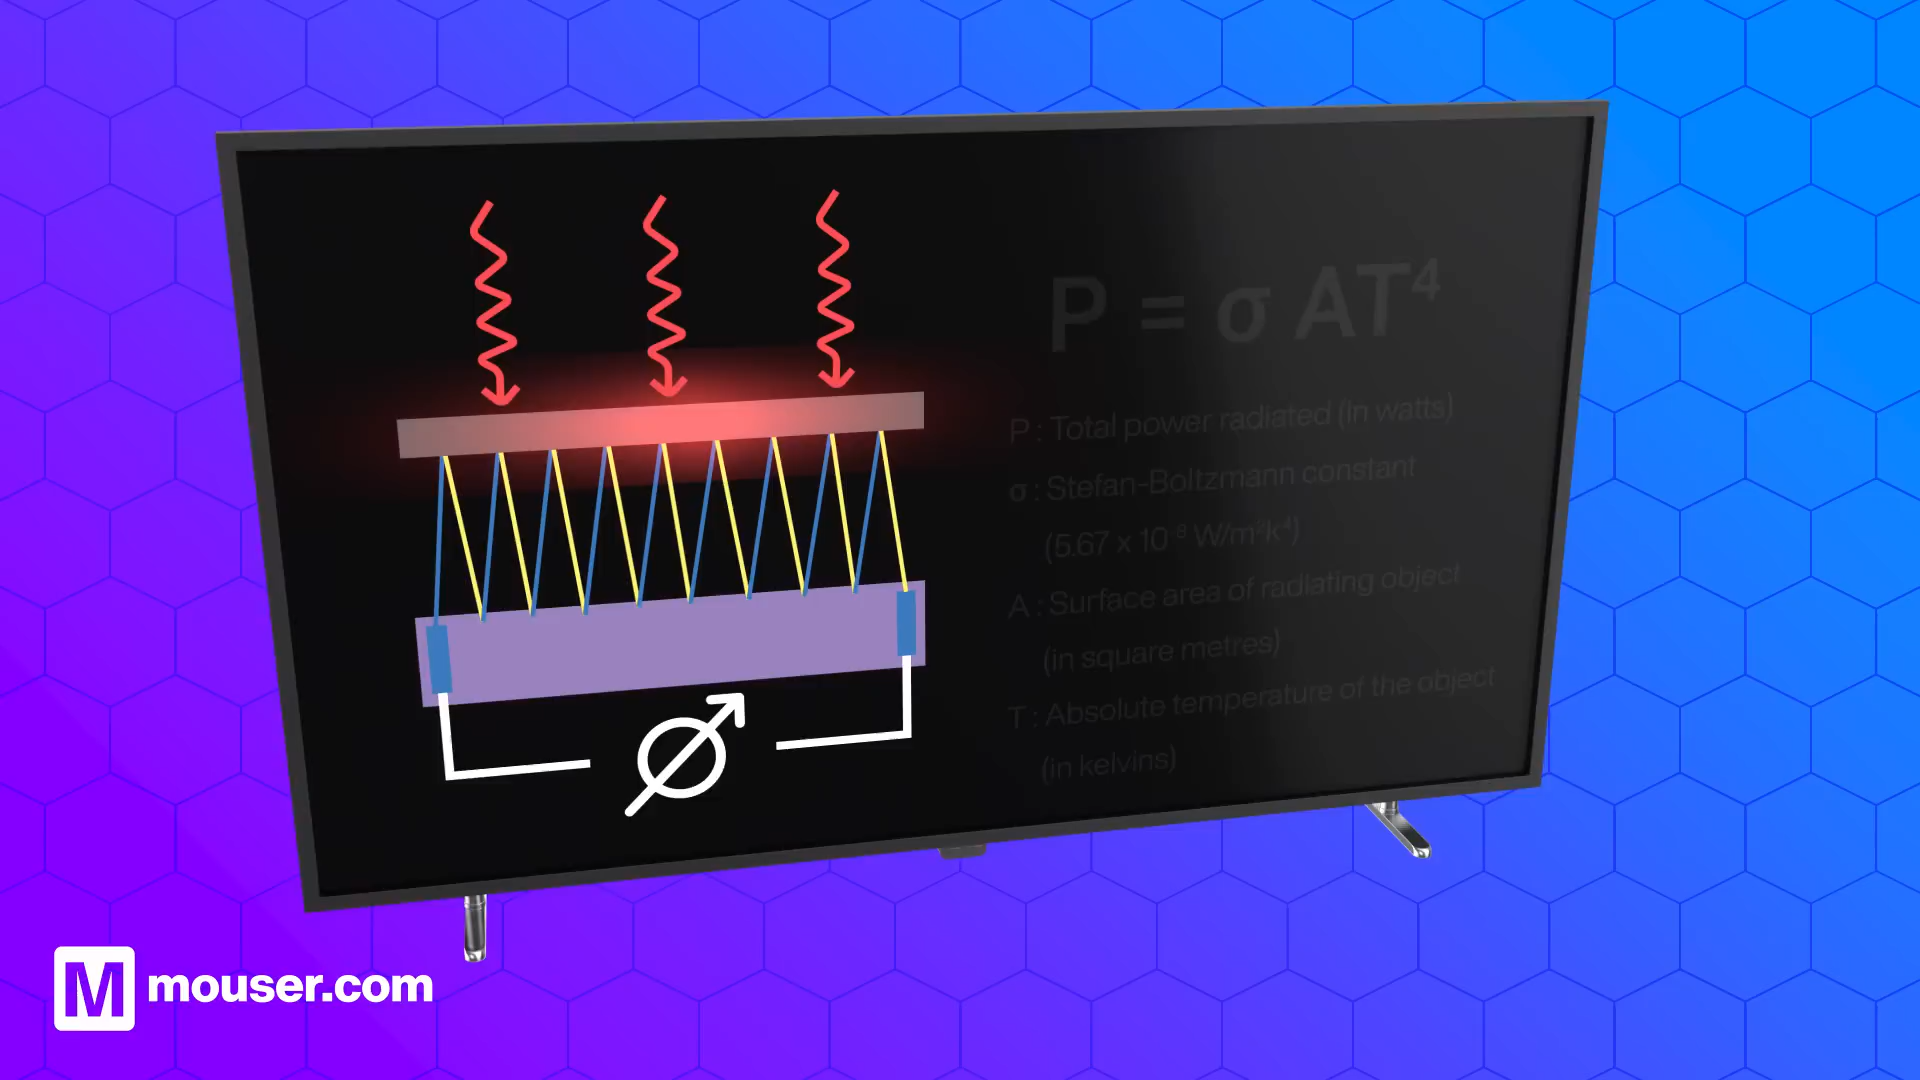 P = σ AT⁴
P : Total power radiated (in watts)
σ : Stefan-Boltzmann constant
(5.67 x 10⁻⁸ W/m²k⁴)
A : Surface area of radiating object
(in square metres)
T : Absolute temperature of the object
(in kelvins)
M mouser.com